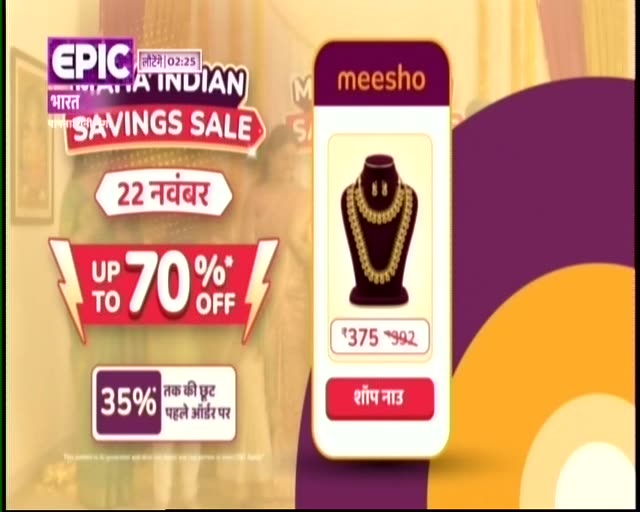 EPIC
लौटेंगे | 02:25
भारत
MAHA INDIAN
SAVINGS SALE
22 नवंबर
UP TO 70%* OFF
35%* तक की छूट
पहले ऑर्डर पर
meesho
₹375 ₹392
शॉप नाउ